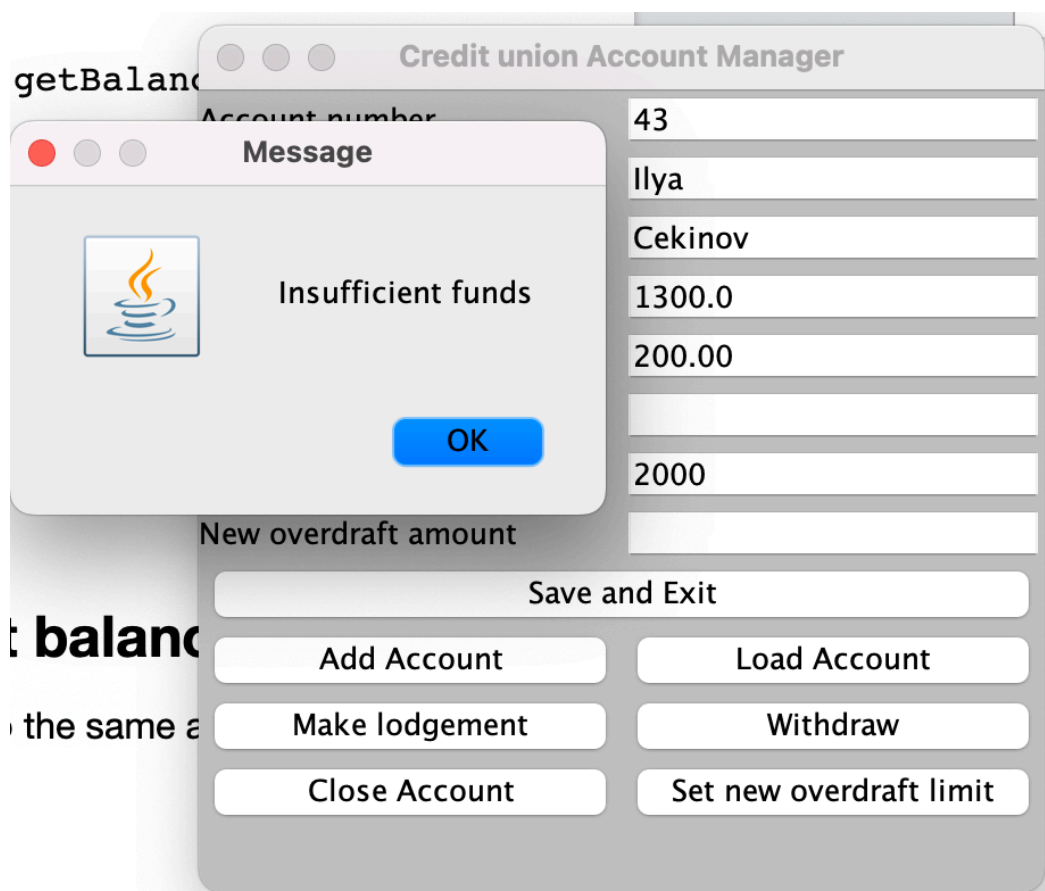 Credit union Account Manager
getBalanc
Account number
43
Message
Ilya
Cekinov
Insufficient funds
1300.0
200.00
OK
2000
New overdraft amount
Save and Exit
t balanc
Add Account
Load Account
the same a
Make lodgement
Withdraw
Close Account
Set new overdraft limit